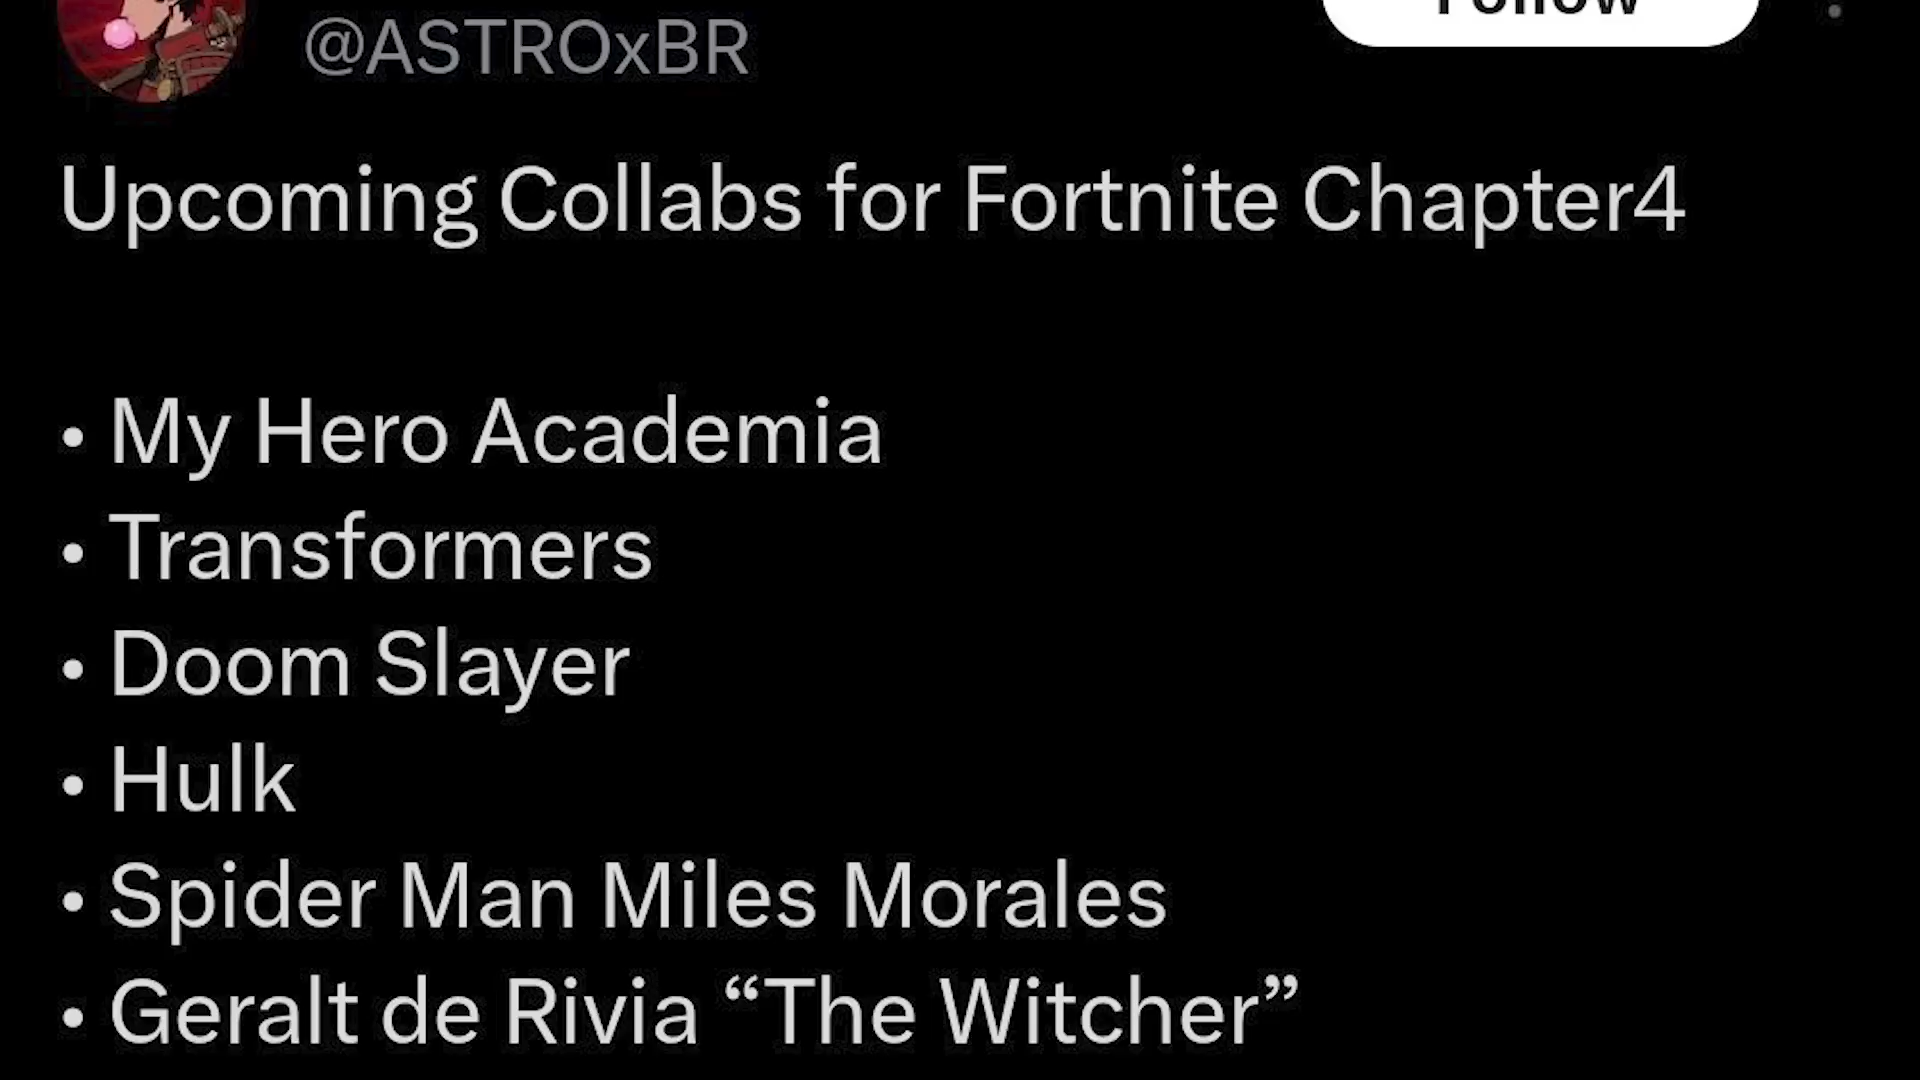 Follow
@ASTROxBR
Upcoming Collabs for Fortnite Chapter4
• My Hero Academia
• Transformers
• Doom Slayer
• Hulk
• Spider Man Miles Morales
• Geralt de Rivia “The Witcher”